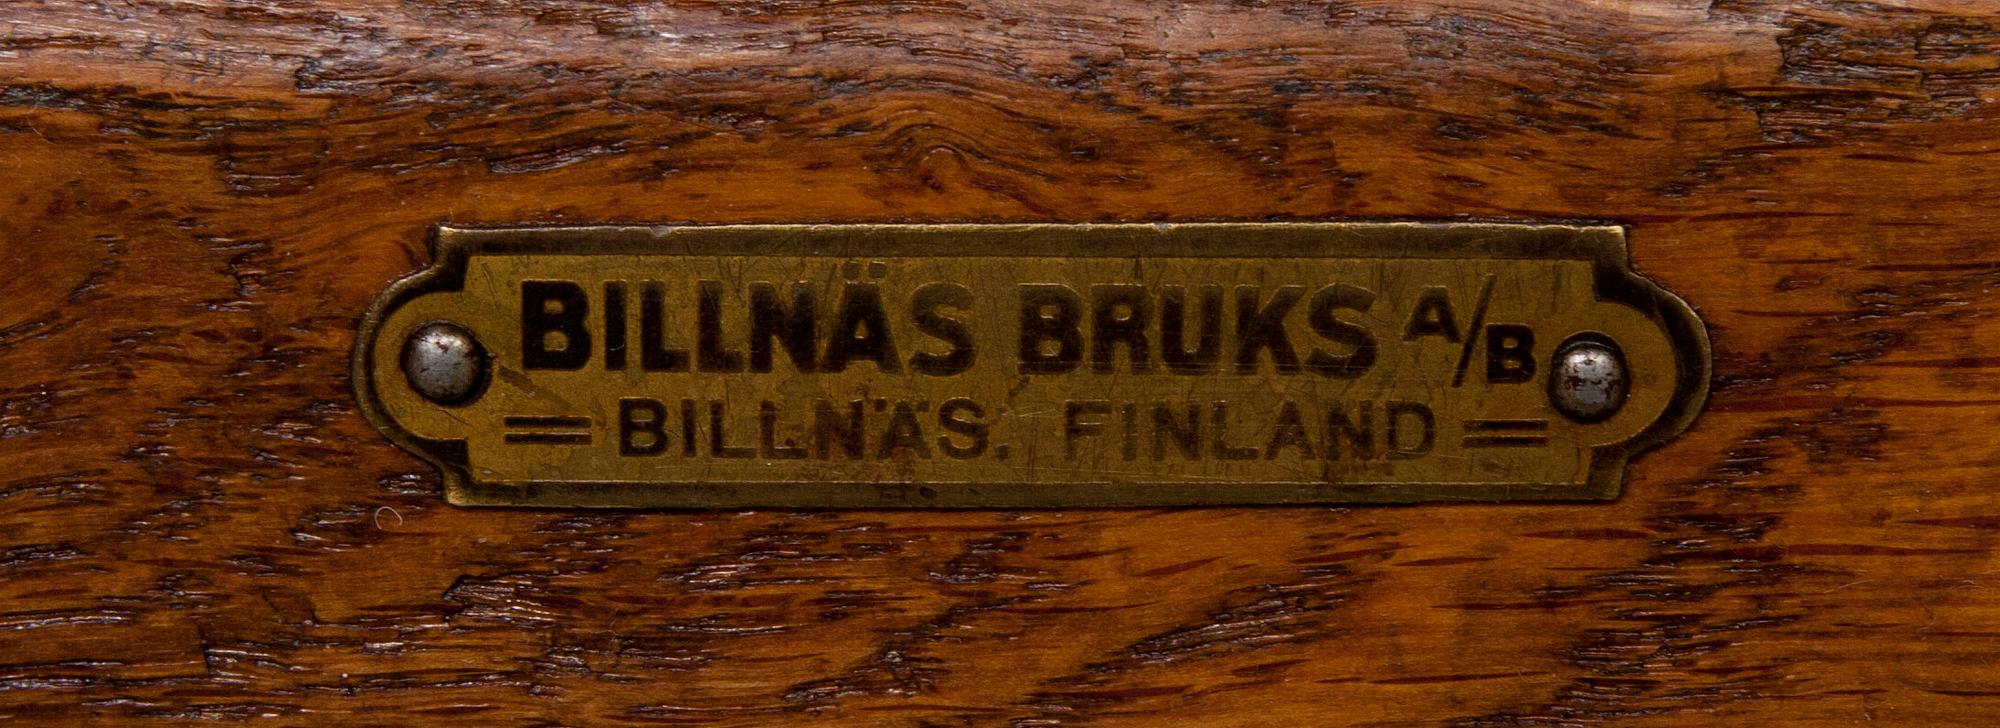 BILLNÄS BRUKS A/B
= BILLNÄS. FINLAND =